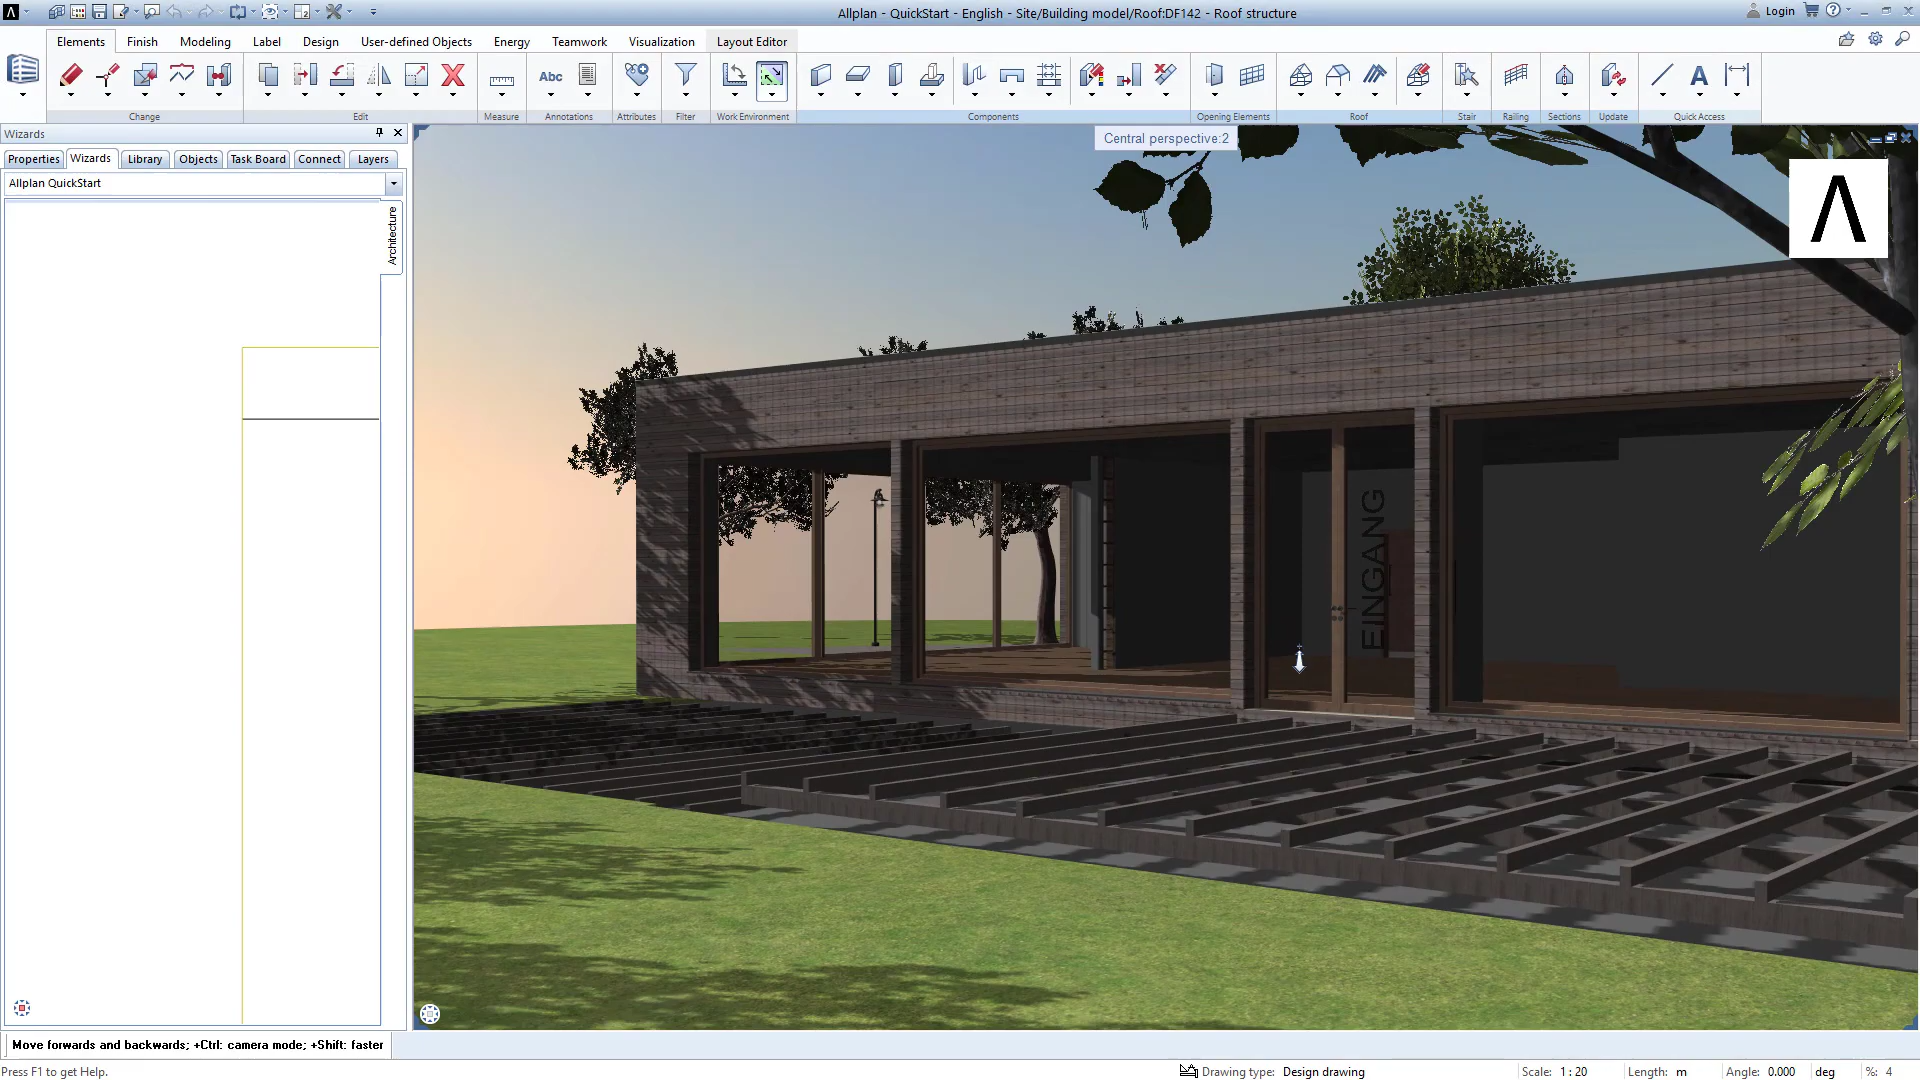 Allplan - QuickStart - English - Site/Building model/Roof:DF142 - Roof structure
Login
Elements
Finish
Modeling
Label
Design
User-defined Objects
Energy
Teamwork
Visualization
Layout Editor
Abc
Change
Edit
Measure
Annotations
Attributes
Filter
Work Environment
Components
Opening Elements
Roof
Stair
Railing
Sections
Update
Quick Access
Wizards
Properties
Wizards
Library
Objects
Task Board
Connect
Layers
Allplan QuickStart
Architecture
Central perspective:2
EINGANG
Move forwards and backwards; +Ctrl: camera mode; +Shift: faster
Press F1 to get Help.
Drawing type: Design drawing
Scale: 1 : 20
Length: m
Angle: 0.000 deg
%: 4